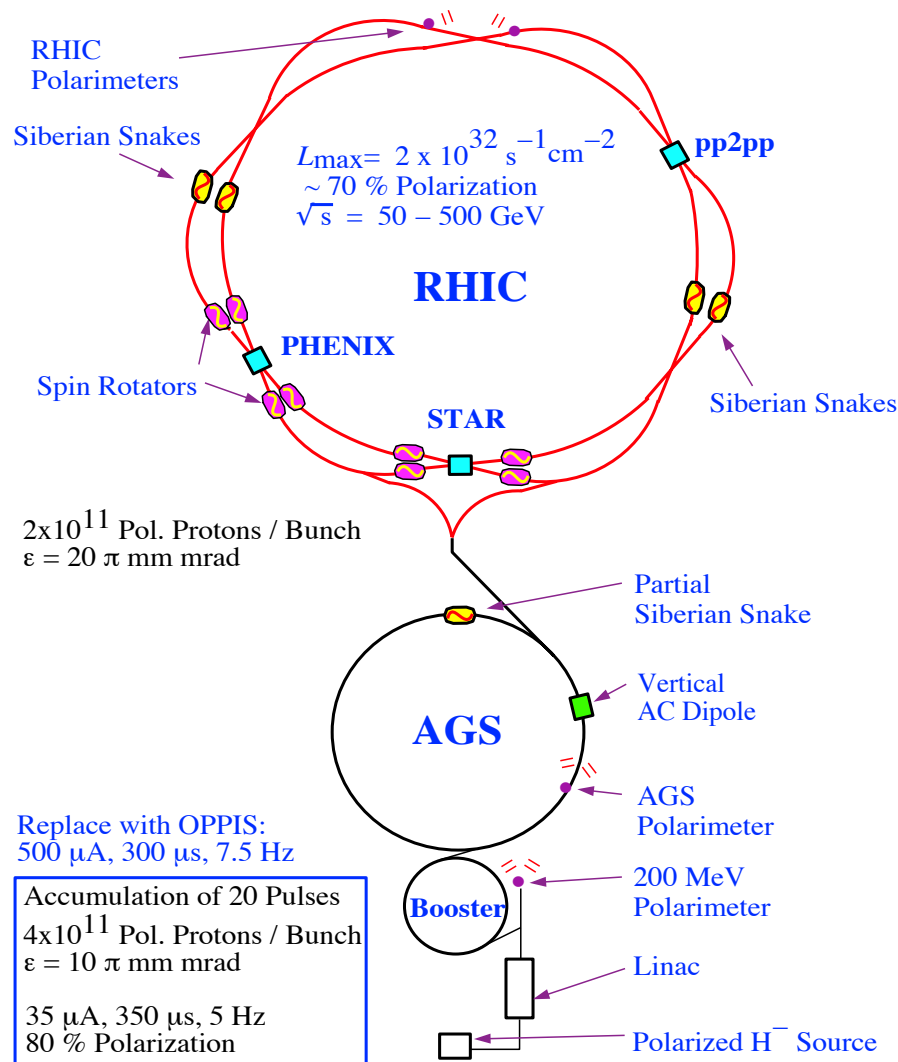 RHIC
Polarimeters
Siberian Snakes
pp2pp
Lmax= 2 x 10^32 s^−1 cm^−2
~ 70 % Polarization
√s = 50 – 500 GeV
RHIC
PHENIX
Spin Rotators
STAR
Siberian Snakes
2x10^11 Pol. Protons / Bunch
ε = 20 π mm mrad
Partial
Siberian Snake
Vertical
AC Dipole
AGS
AGS
Polarimeter
Replace with OPPIS:
500 μA, 300 μs, 7.5 Hz
200 MeV
Polarimeter
Booster
Accumulation of 20 Pulses
4x10^11 Pol. Protons / Bunch
ε = 10 π mm mrad
35 μA, 350 μs, 5 Hz
80 % Polarization
Linac
Polarized H^− Source